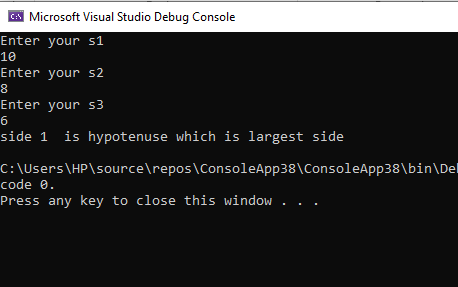 Microsoft Visual Studio Debug Console
Enter your s1
10
Enter your s2
8
Enter your s3
6
side 1  is hypotenuse which is largest side
C:\Users\HP\source\repos\ConsoleApp38\ConsoleApp38\bin\De
code 0.
Press any key to close this window . . .